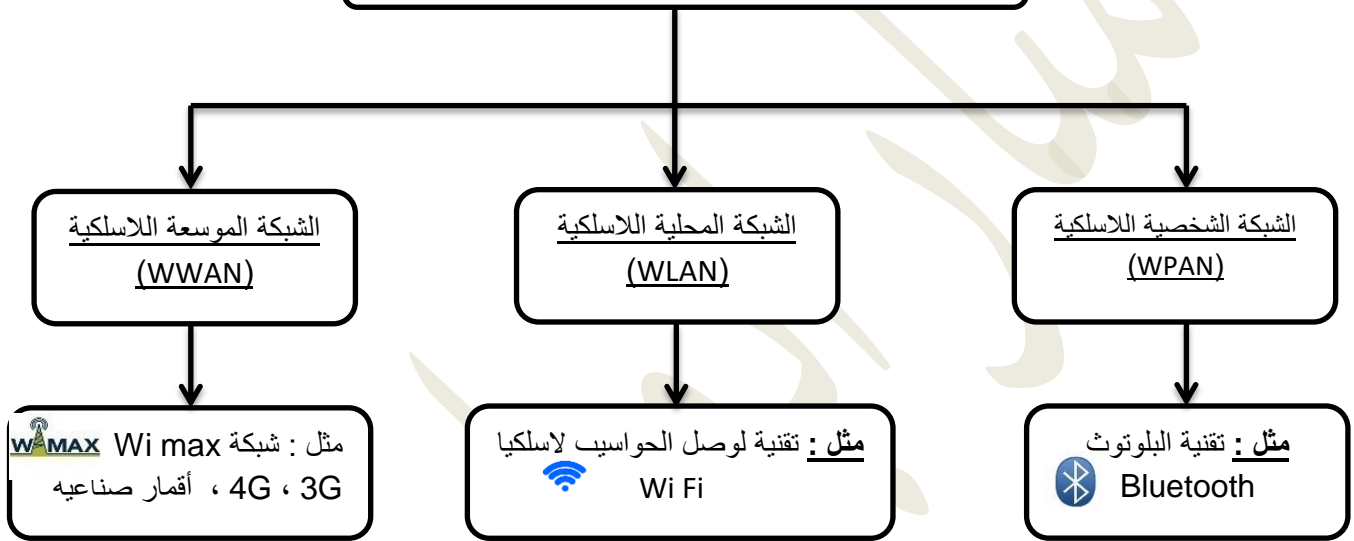 الشبكة الشخصية اللاسلكية
(WPAN)
الشبكة المحلية اللاسلكية
(WLAN)
الشبكة الموسعة اللاسلكية
(WWAN)
مثل : تقنية البلوتوث
Bluetooth
مثل : تقنية لوصل الحواسيب لاسلكيا
Wi Fi
مثل : شبكة Wi max WiMAX
3G ، 4G ، أقمار صناعيه